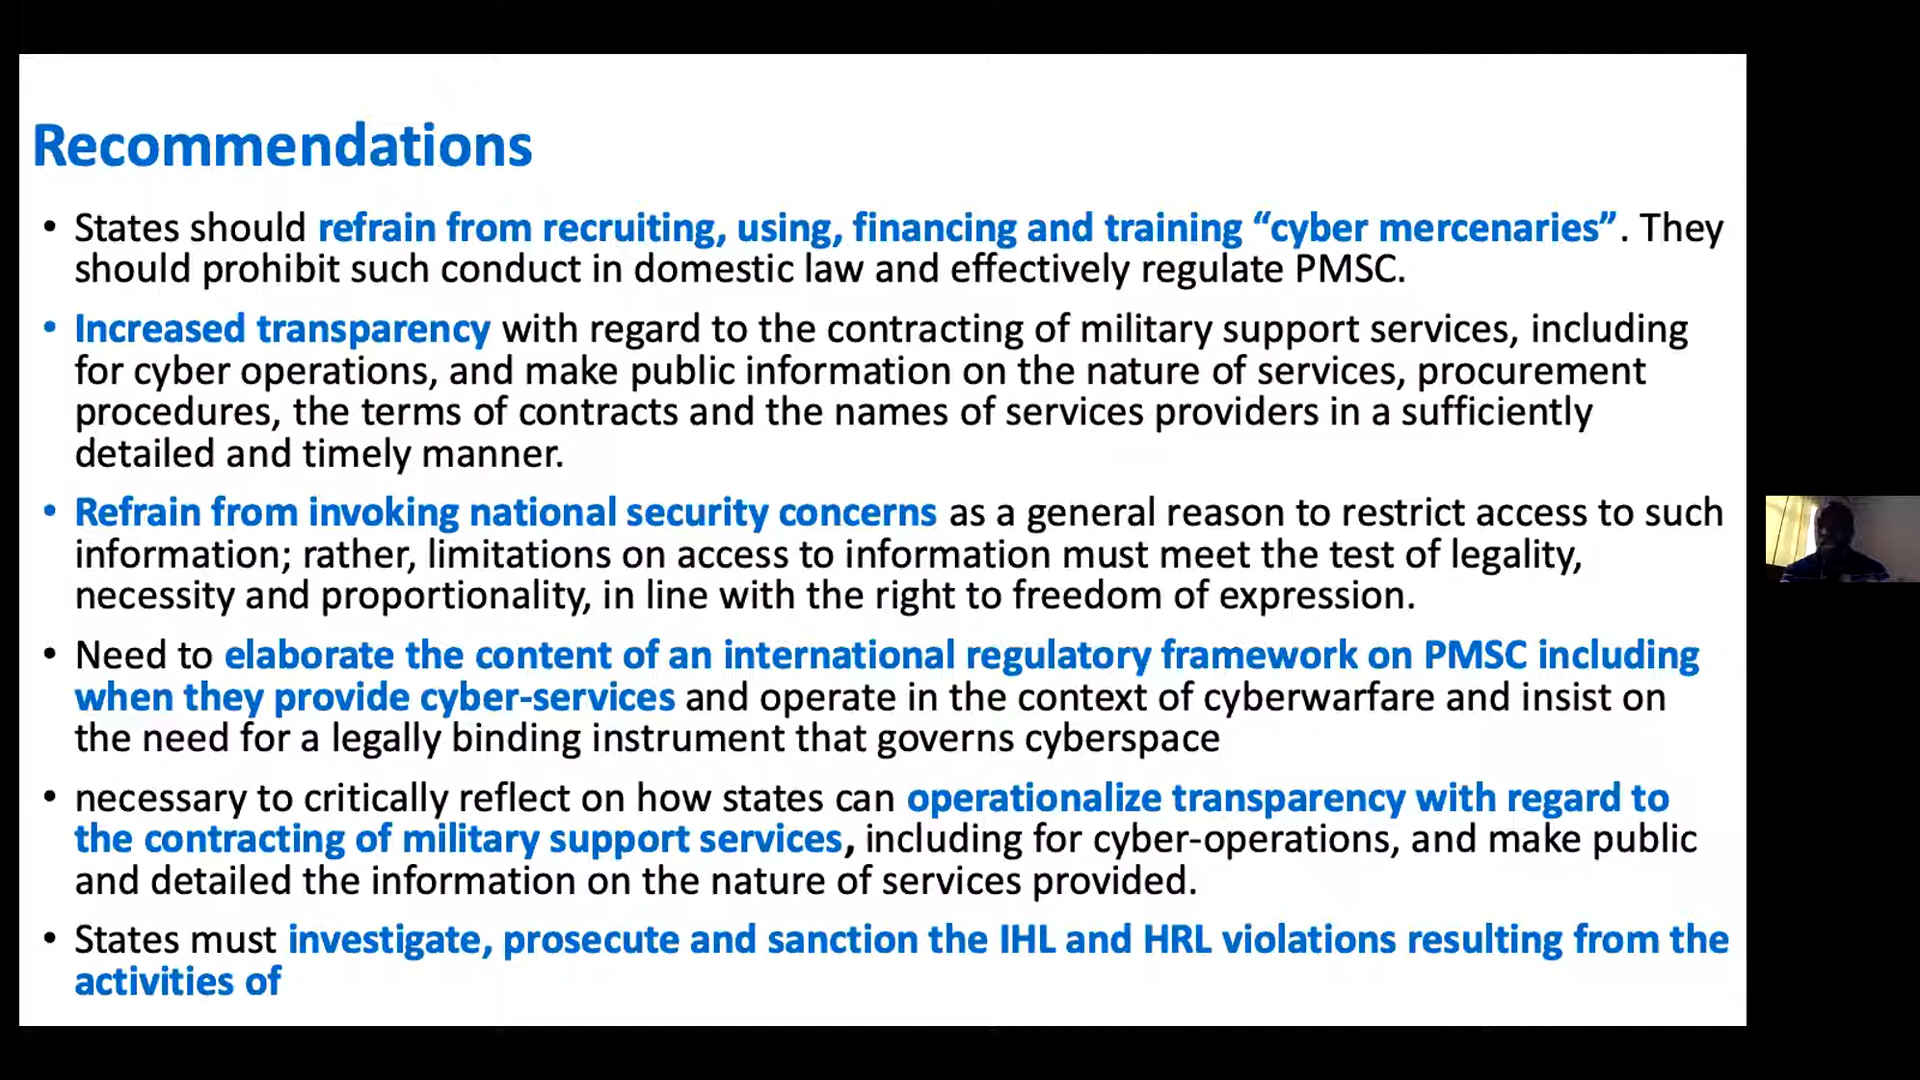 Recommendations
• States should refrain from recruiting, using, financing and training “cyber mercenaries”. They
should prohibit such conduct in domestic law and effectively regulate PMSC.
• Increased transparency with regard to the contracting of military support services, including
for cyber operations, and make public information on the nature of services, procurement
procedures, the terms of contracts and the names of services providers in a sufficiently
detailed and timely manner.
• Refrain from invoking national security concerns as a general reason to restrict access to such
information; rather, limitations on access to information must meet the test of legality,
necessity and proportionality, in line with the right to freedom of expression.
• Need to elaborate the content of an international regulatory framework on PMSC including
when they provide cyber-services and operate in the context of cyberwarfare and insist on
the need for a legally binding instrument that governs cyberspace
• necessary to critically reflect on how states can operationalize transparency with regard to
the contracting of military support services, including for cyber-operations, and make public
and detailed the information on the nature of services provided.
• States must investigate, prosecute and sanction the IHL and HRL violations resulting from the
activities of